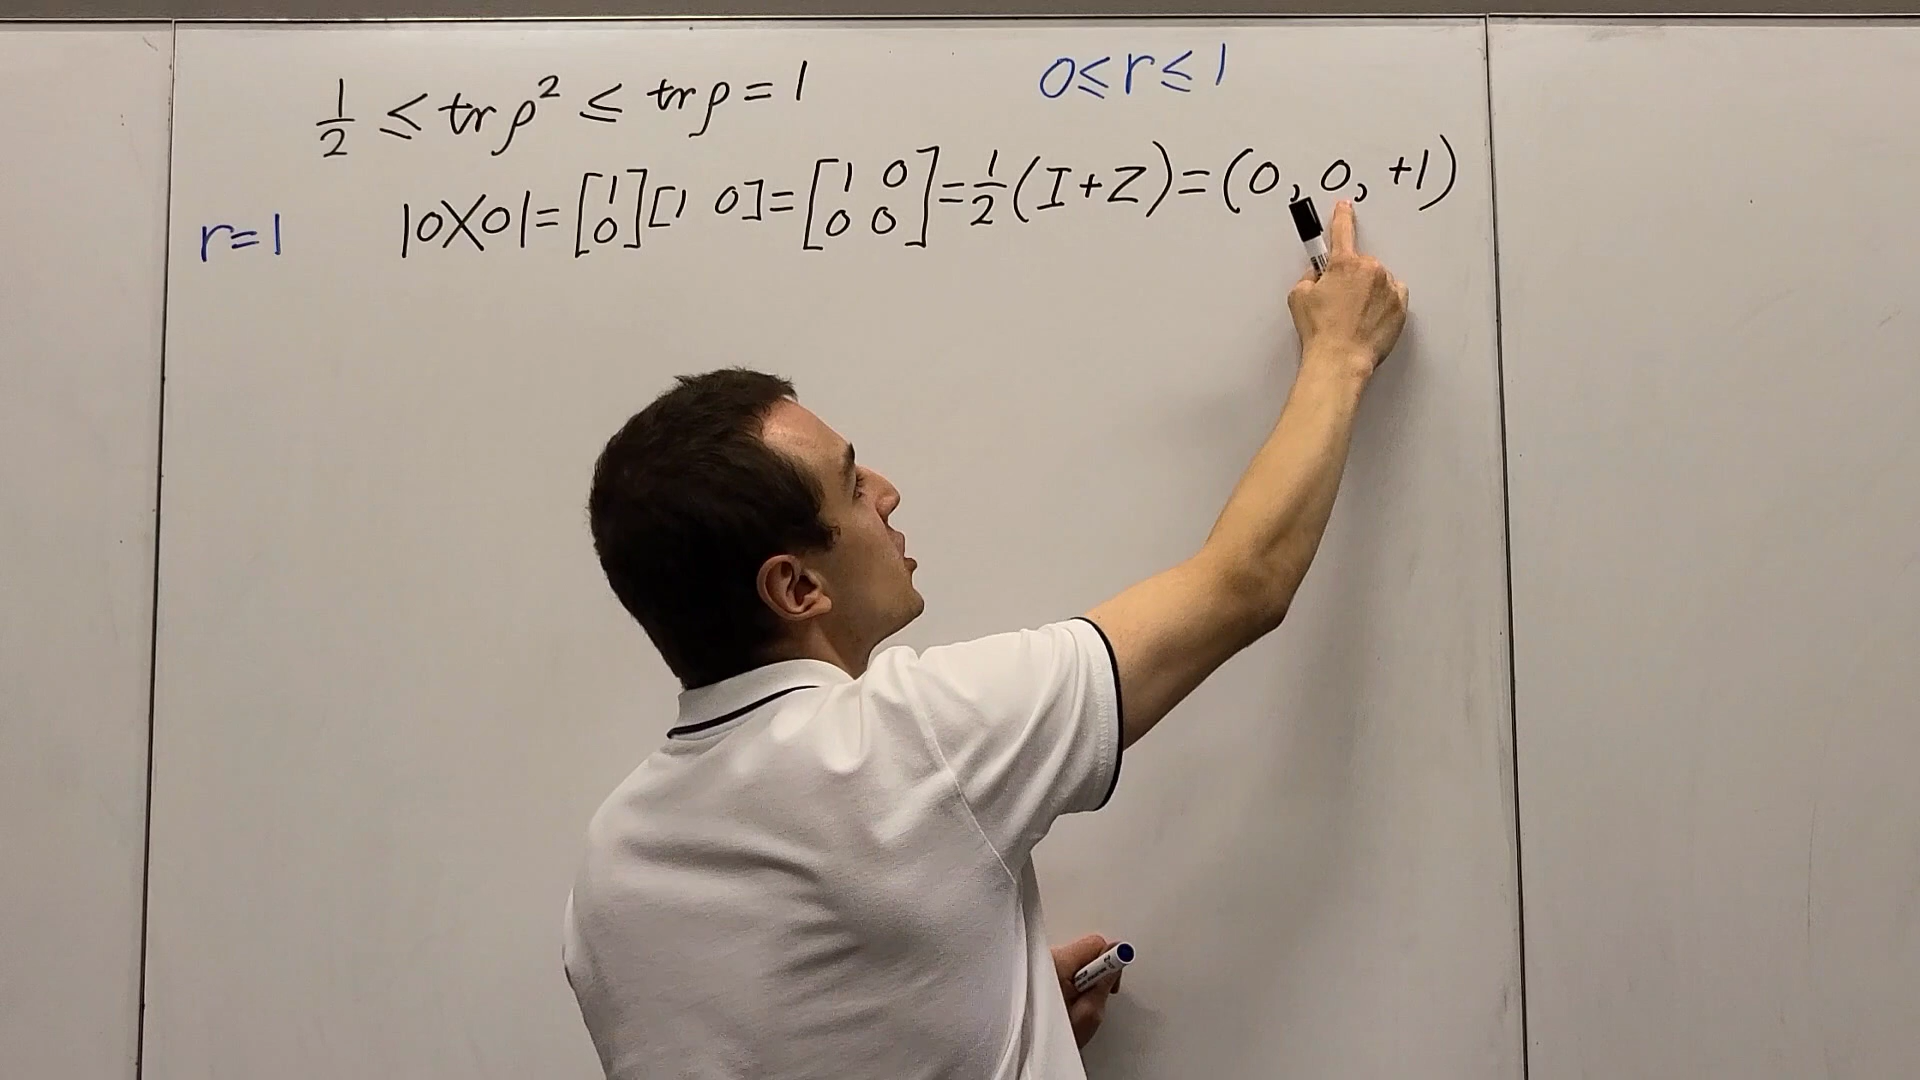 1/2 ≤ tr ρ² ≤ tr ρ = 1
0 ≤ r ≤ 1
r=1
|0⟩⟨0| = [1 0] [1 0] = [1 0 0 0] = 1/2 (I+Z) = (0, 0, +1)